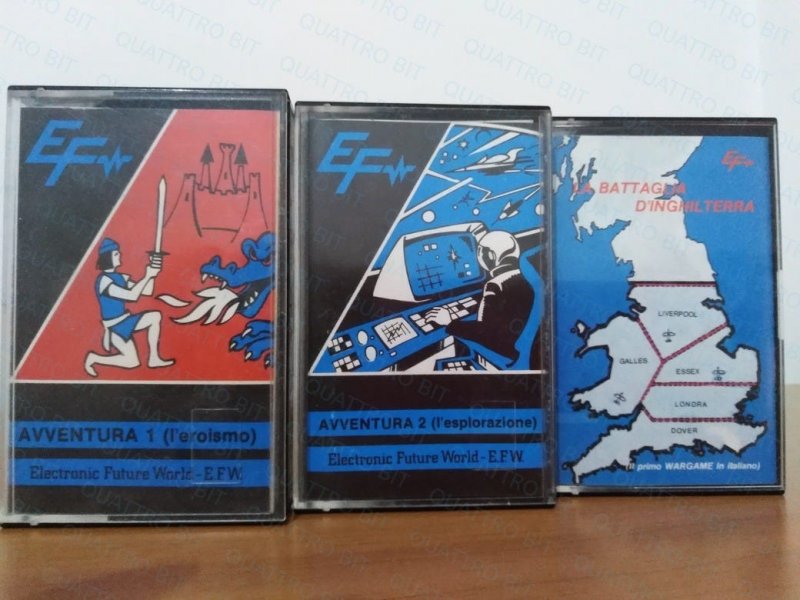 EF
AVVENTURA 1 (l'eroismo)
Electronic Future World - E.F.W.
EF
AVVENTURA 2 (l'esplorazione)
Electronic Future World - E.F.W.
EF
LA BATTAGLIA
D'INGHILTERRA
LIVERPOOL
GALLES
ESSEX
LONDRA
DOVER
(Il primo WARGAME in italiano)
QUATTRO BIT